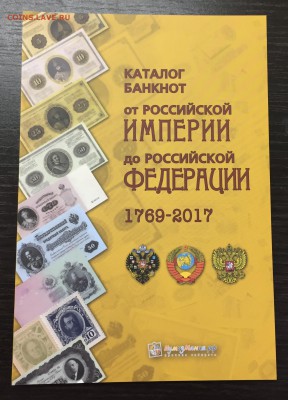 COINS.LAVE.RU
КАТАЛОГ
БАНКНОТ
от РОССИЙСКОЙ
ИМПЕРИИ
до РОССИЙСКОЙ
ФЕДЕРАЦИИ
1769-2017